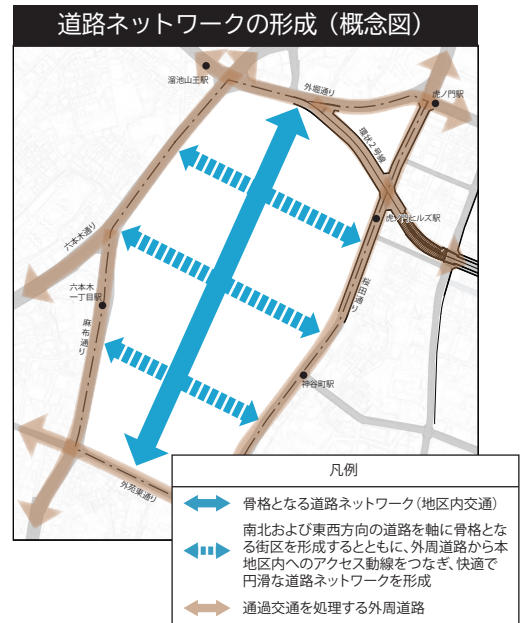 道路ネットワークの形成（概念図）
溜池山王駅
外堀通り
虎ノ門駅
環状2号線
虎ノ門ヒルズ駅
六本木通り
桜田通り
六本木
一丁目駅
麻布通り
神谷町駅
外苑東通り
凡例
骨格となる道路ネットワーク（地区内交通）
南北および東西方向の道路を軸に骨格とな
る街区を形成するとともに、外周道路から本
地区内へのアクセス動線をつなぎ、快適で
円滑な道路ネットワークを形成
通過交通を処理する外周道路